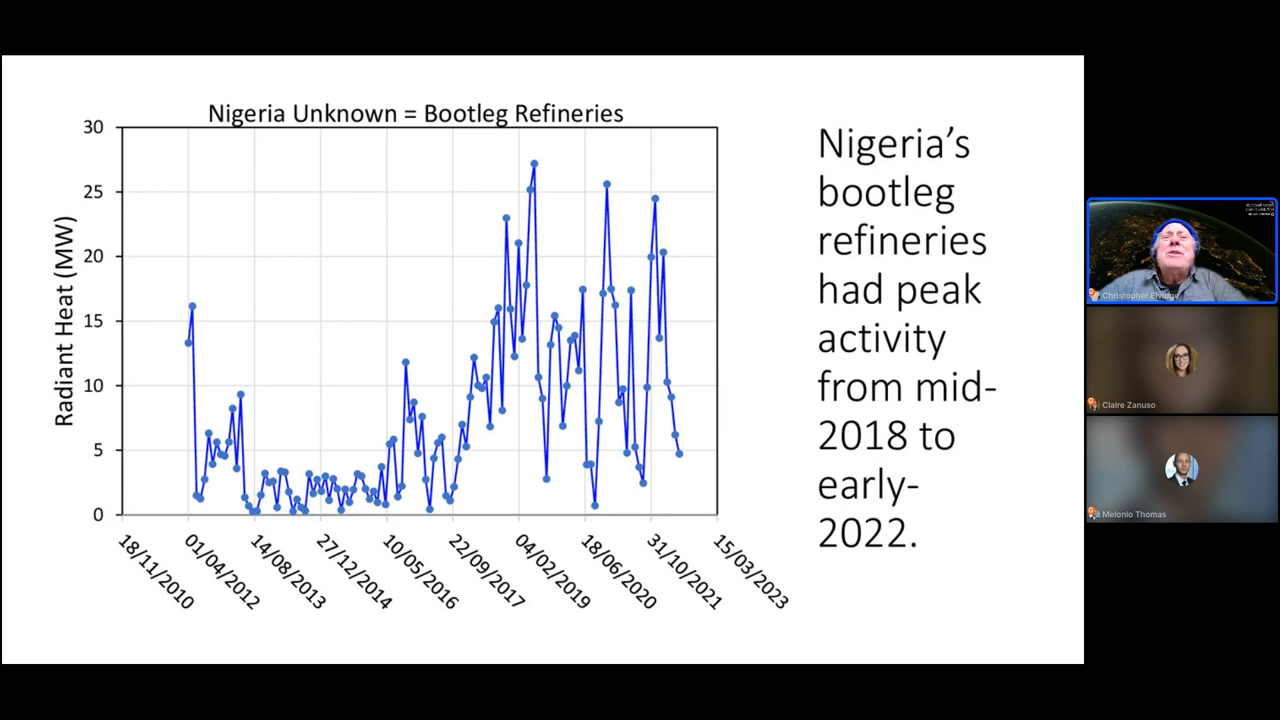 Nigeria Unknown = Bootleg Refineries
30
25
20
15
10
5
0
Radiant Heat (MW)
18/11/2010
01/04/2012
14/08/2013
27/12/2014
10/05/2016
22/09/2017
04/02/2019
18/06/2020
31/10/2021
15/03/2023
Nigeria's
bootleg
refineries
had peak
activity
from mid-
2018 to
early-
2022.
Christopher Elvidge
Claire Zanuso
Melonio Thomas